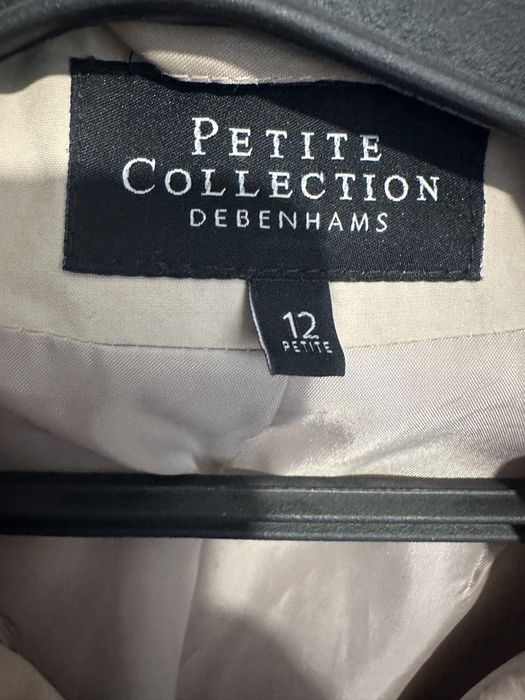 PETITE
COLLECTION
DEBENHAMS
12
PETITE